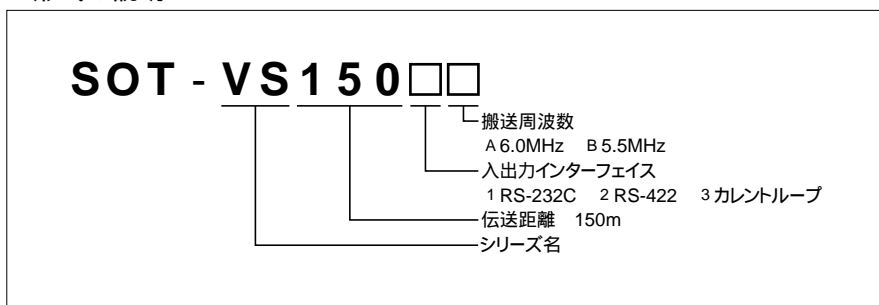 SOT-VS150□□
搬送周波数
A 6.0MHz B 5.5MHz
入出力インターフェイス
1 RS-232C 2 RS-422 3 カレントループ
伝送距離 150m
シリーズ名